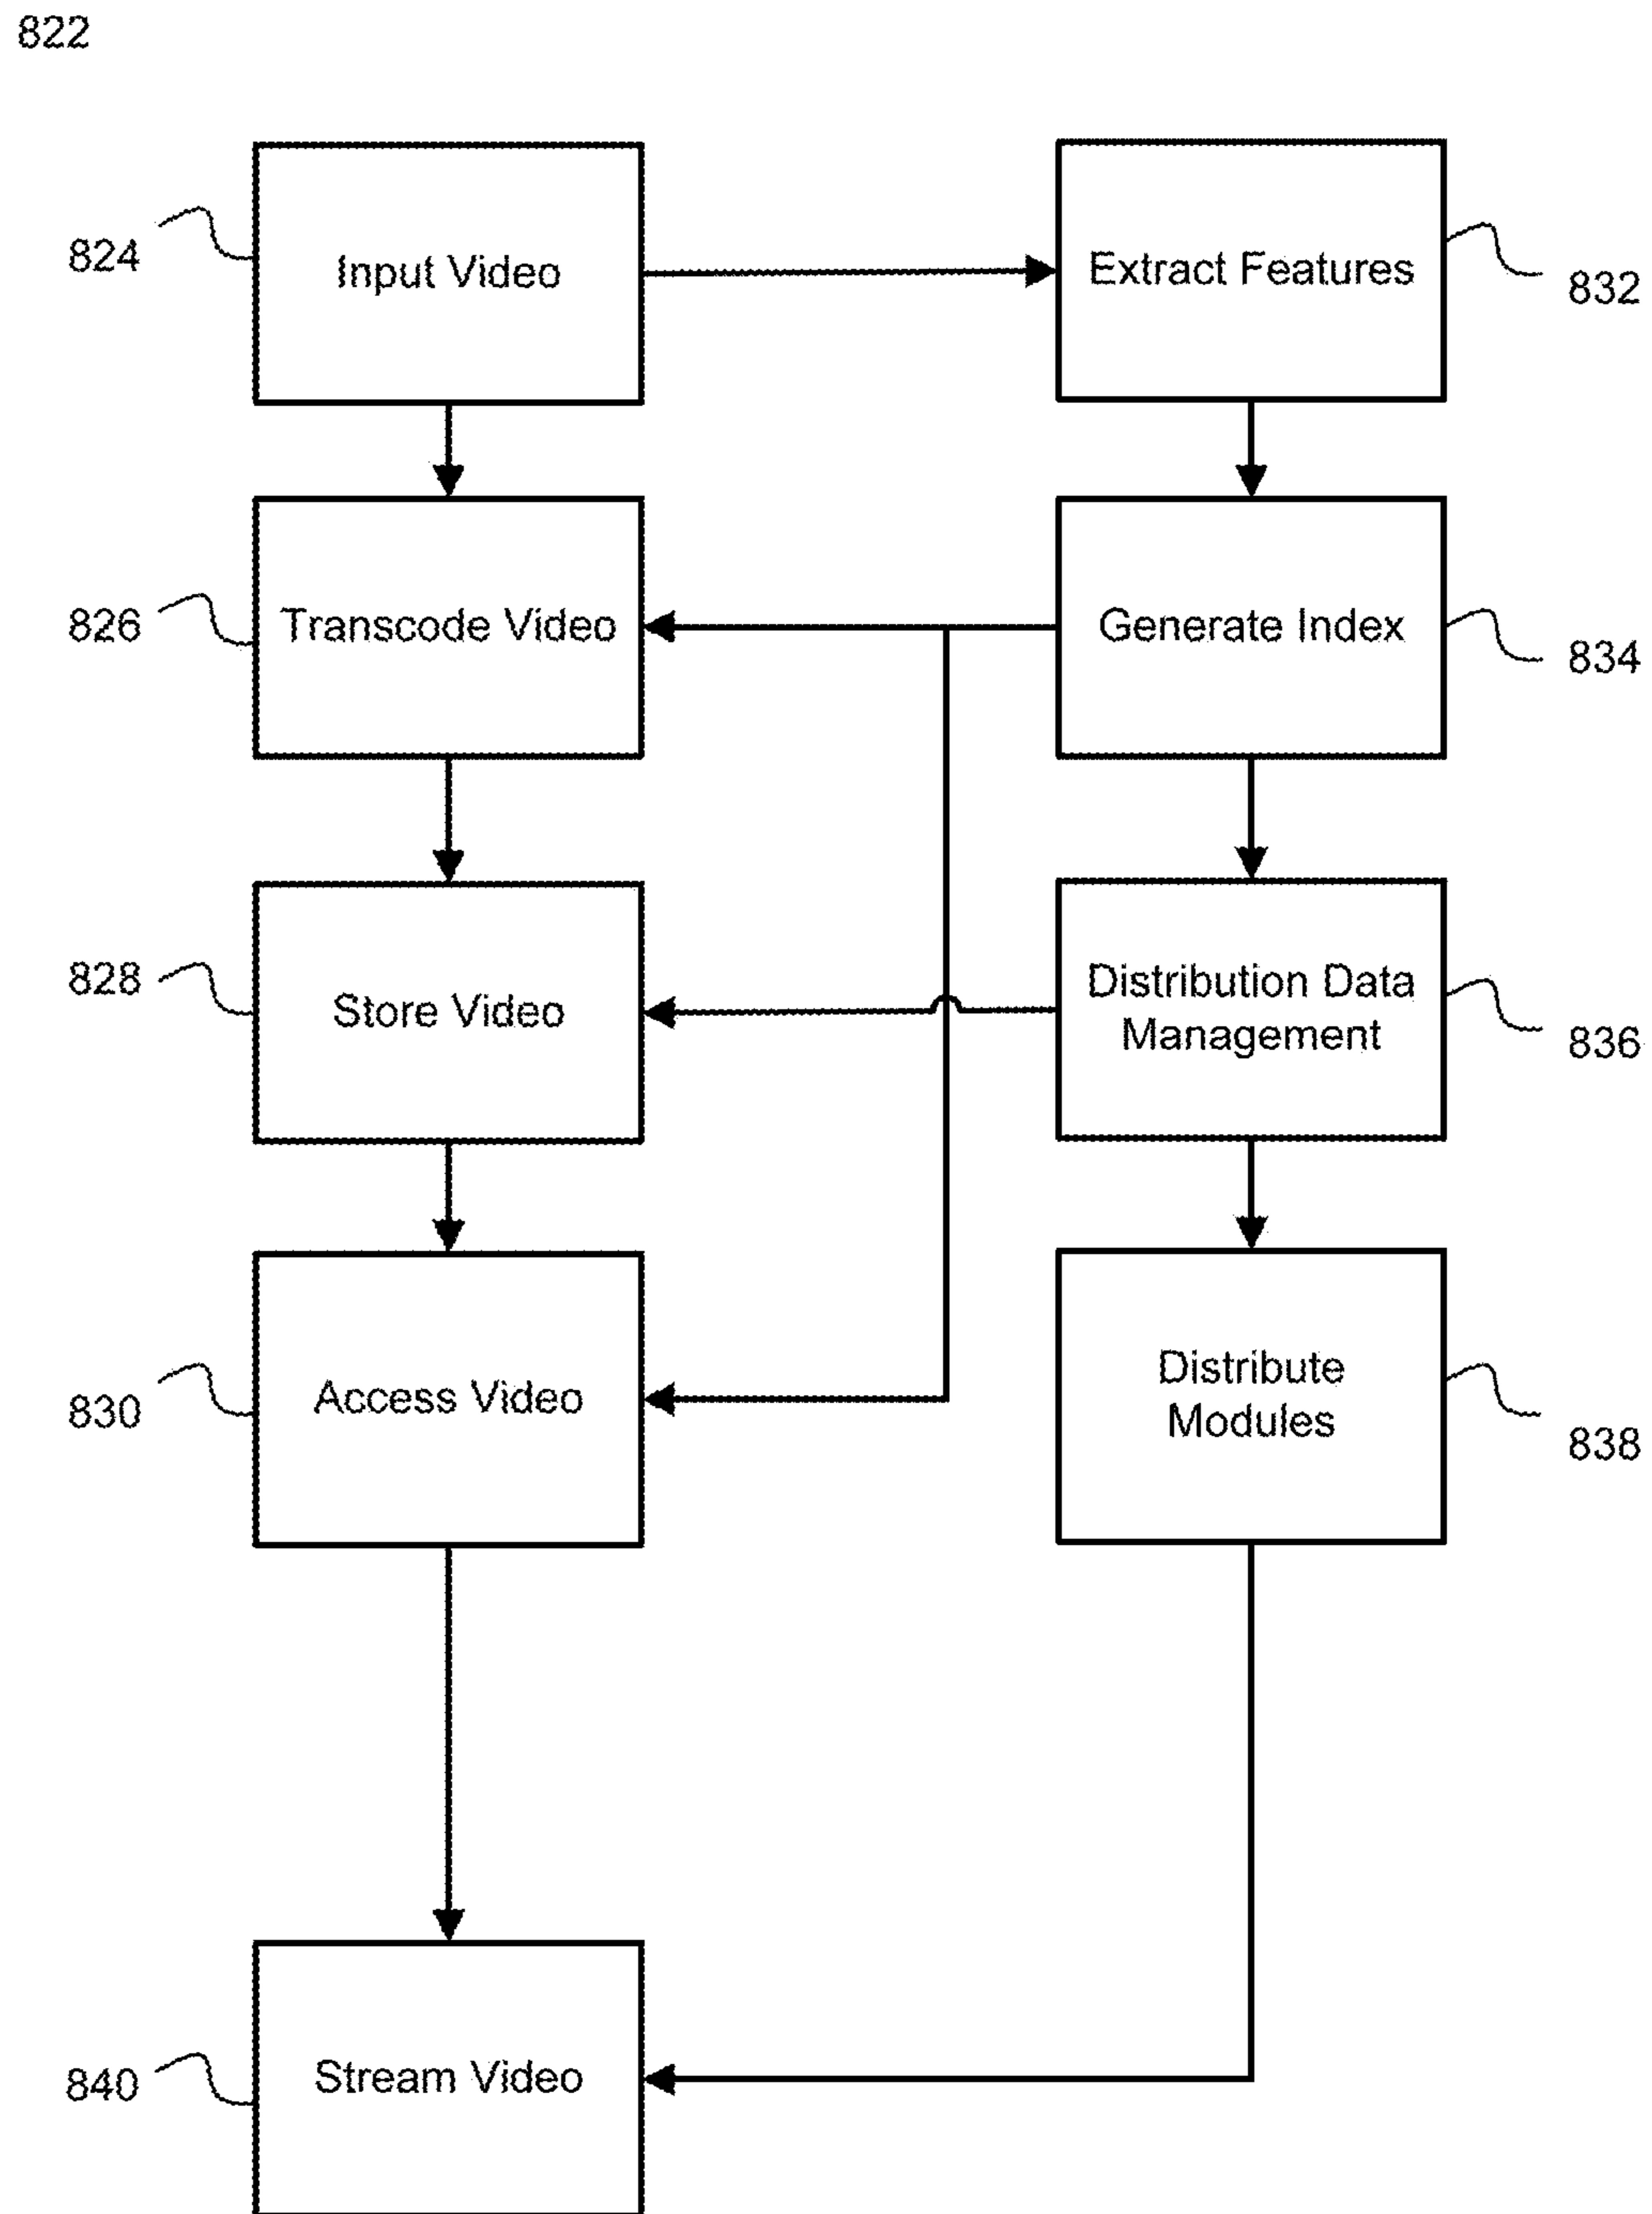 822
824
Input Video
Extract Features
832
826
Transcode Video
Generate Index
834
828
Store Video
Distribution Data
Management
836
830
Access Video
Distribute
Modules
838
840
Stream Video